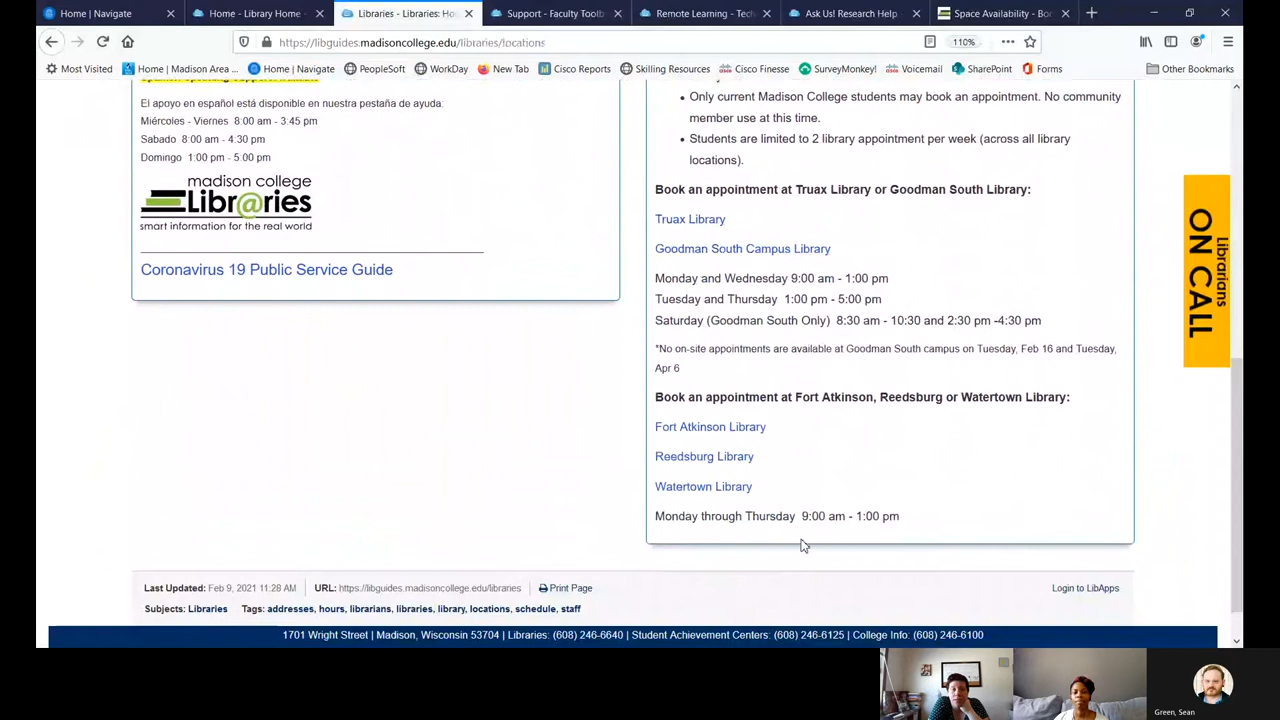 Home | Navigate
Home - Library Home -
Libraries - Libraries: Ho
Support - Faculty Toolb
Remote Learning - Tec
Ask Us! Research Help
Space Availability - Bo
https://libguides.madisoncollege.edu/libraries/locations
110%
Most Visited
Home | Madison Area ...
Home | Navigate
PeopleSoft
WorkDay
New Tab
Cisco Reports
Skilling Resources
Cisco Finesse
SurveyMonkey!
Voicemail
SharePoint
Forms
Other Bookmarks
El apoyo en español está disponible en nuestra pestaña de ayuda:
Miércoles - Viernes 8:00 am - 3:45 pm
Sabado 8:00 am - 4:30 pm
Domingo 1:00 pm - 5:00 pm
madison college
Libr@ries
smart information for the real world
Coronavirus 19 Public Service Guide
Only current Madison College students may book an appointment. No community
member use at this time.
Students are limited to 2 library appointment per week (across all library
locations).
Book an appointment at Truax Library or Goodman South Library:
Truax Library
Goodman South Campus Library
Monday and Wednesday 9:00 am - 1:00 pm
Tuesday and Thursday 1:00 pm - 5:00 pm
Saturday (Goodman South Only) 8:30 am - 10:30 and 2:30 pm -4:30 pm
*No on-site appointments are available at Goodman South campus on Tuesday, Feb 16 and Tuesday,
Apr 6
Book an appointment at Fort Atkinson, Reedsburg or Watertown Library:
Fort Atkinson Library
Reedsburg Library
Watertown Library
Monday through Thursday 9:00 am - 1:00 pm
Librarians
ON CALL
Last Updated: Feb 9, 2021 11:28 AM
URL: https://libguides.madisoncollege.edu/libraries
Print Page
Login to LibApps
Subjects: Libraries
Tags: addresses, hours, librarians, libraries, library, locations, schedule, staff
1701 Wright Street | Madison, Wisconsin 53704 | Libraries: (608) 246-6640 | Student Achievement Centers: (608) 246-6125 | College Info: (608) 246-6100
Green, Sean